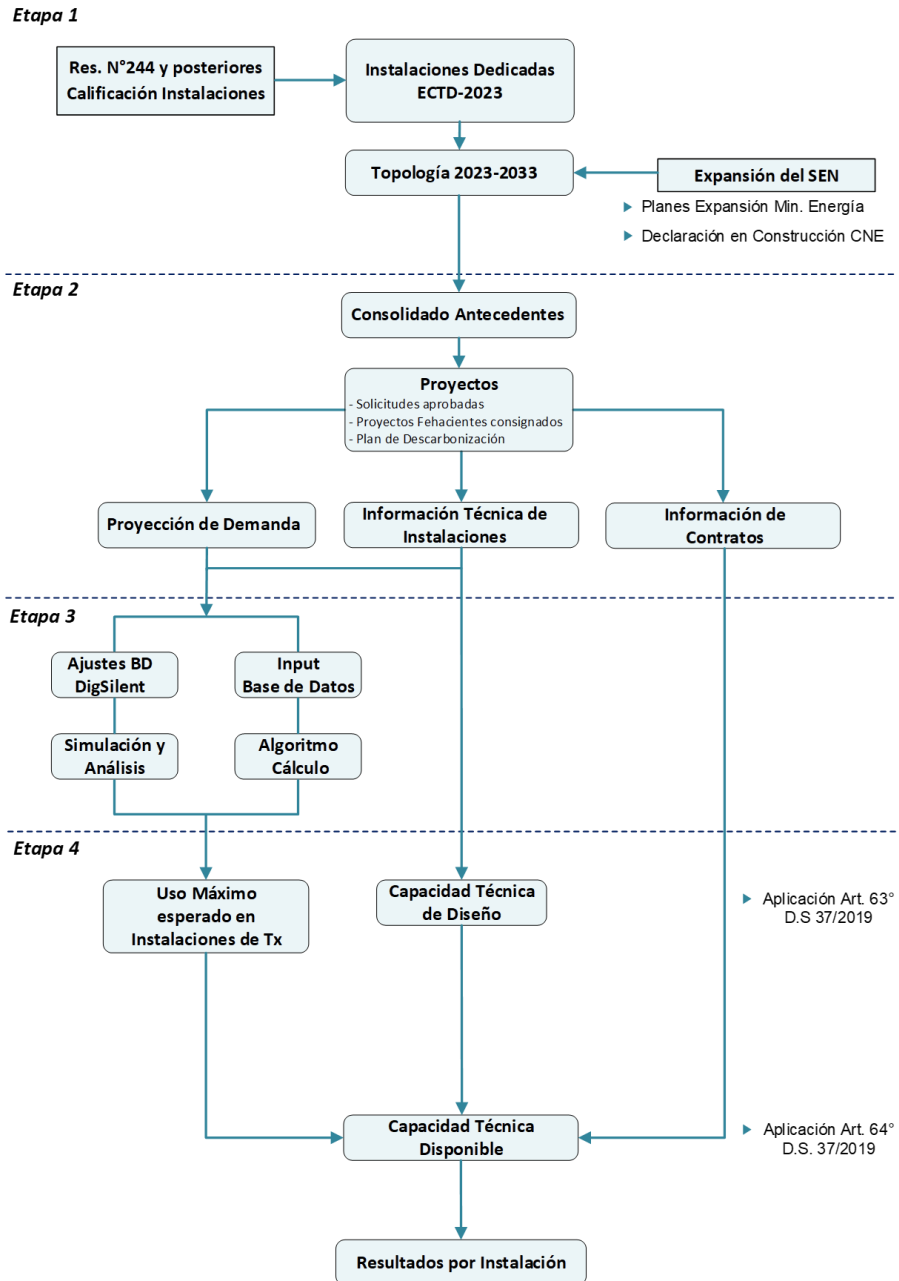 Etapa 1
Res. N°244 y posteriores
Calificación Instalaciones
Instalaciones Dedicadas
ECTD-2023
Topología 2023-2033
Expansión del SEN
Planes Expansión Min. Energía
Declaración en Construcción CNE
Etapa 2
Consolidado Antecedentes
Proyectos
- Solicitudes aprobadas
- Proyectos Fehacientes consignados
- Plan de Descarbonización
Proyección de Demanda
Información Técnica de
Instalaciones
Información de
Contratos
Etapa 3
Ajustes BD
DigSilent
Input
Base de Datos
Simulación y
Análisis
Algoritmo
Cálculo
Etapa 4
Uso Máximo
esperado en
Instalaciones de Tx
Capacidad Técnica
de Diseño
Aplicación Art. 63°
D.S 37/2019
Capacidad Técnica
Disponible
Aplicación Art. 64°
D.S. 37/2019
Resultados por Instalación